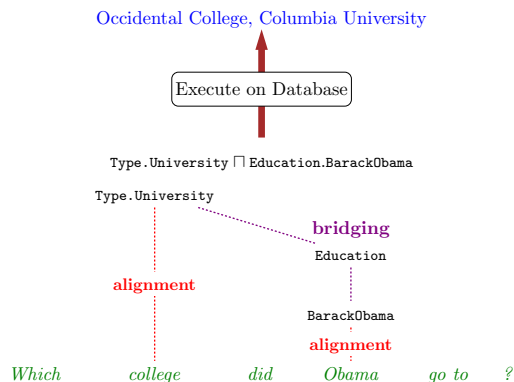 Occidental College, Columbia University
Execute on Database
Type.University ⊓ Education.BarackObama
Type.University
bridging
Education
alignment
BarackObama
alignment
Which college did Obama go to ?